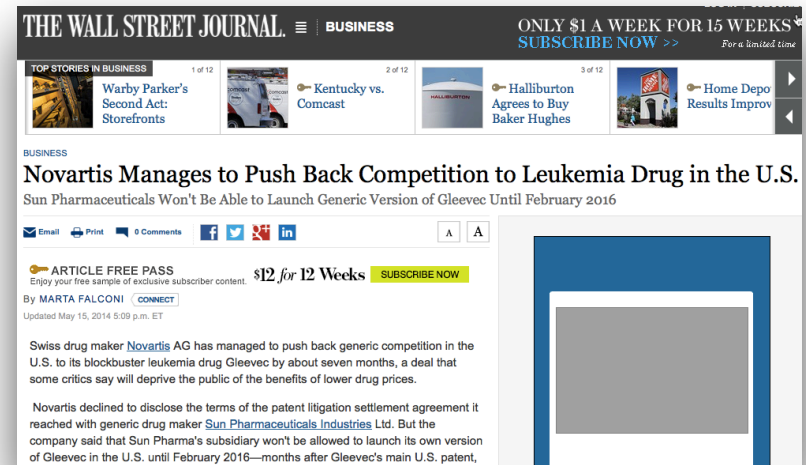 THE WALL STREET JOURNAL. ≡ BUSINESS
ONLY $1 A WEEK FOR 15 WEEKS
SUBSCRIBE NOW >>
For a limited time
TOP STORIES IN BUSINESS
1 of 12
Warby Parker's
Second Act:
Storefronts
2 of 12
Kentucky vs.
Comcast
3 of 12
HALLIBURTON
Halliburton
Agrees to Buy
Baker Hughes
Home Depo
Results Improv
BUSINESS
Novartis Manages to Push Back Competition to Leukemia Drug in the U.S.
Sun Pharmaceuticals Won't Be Able to Launch Generic Version of Gleevec Until February 2016
Email Print 0 Comments f g+ in A A
ARTICLE FREE PASS
Enjoy your free sample of exclusive subscriber content.
$12 for 12 Weeks SUBSCRIBE NOW
By MARTA FALCONI CONNECT
Updated May 15, 2014 5:09 p.m. ET
Swiss drug maker Novartis AG has managed to push back generic competition in the
U.S. to its blockbuster leukemia drug Gleevec by about seven months, a deal that
some critics say will deprive the public of the benefits of lower drug prices.
Novartis declined to disclose the terms of the patent litigation settlement agreement it
reached with generic drug maker Sun Pharmaceuticals Industries Ltd. But the
company said that Sun Pharma's subsidiary won't be allowed to launch its own version
of Gleevec in the U.S. until February 2016—months after Gleevec's main U.S. patent,